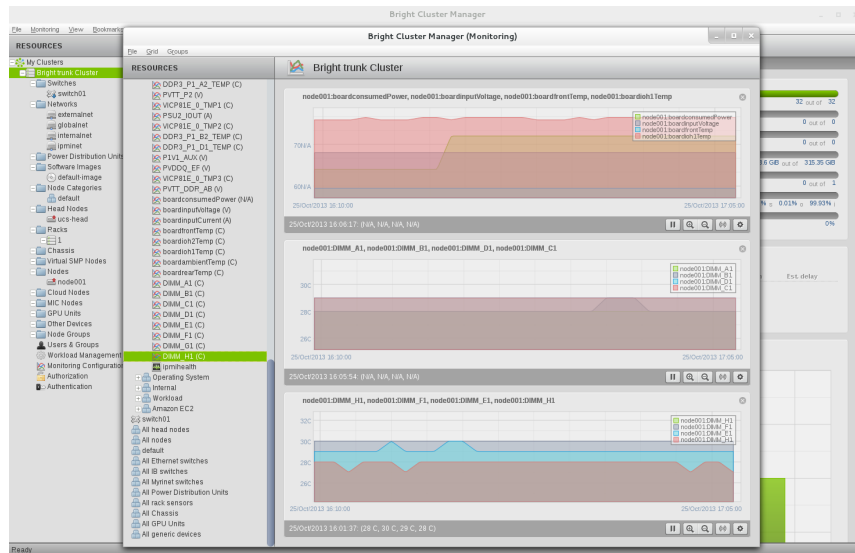 Bright Cluster Manager
File Monitoring View Bookmarks
RESOURCES
My Clusters
Bright trunk Cluster
Switches
switch01
Networks
externalnet
globalnet
internalnet
ipminet
Power Distribution Units
Software Images
default-image
Node Categories
default
Head Nodes
ucs-head
Racks
1
Chassis
Virtual SMP Nodes
Nodes
node001
Cloud Nodes
MIC Nodes
GPU Units
Other Devices
Node Groups
Users & Groups
Workload Management
Monitoring Configuration
Authorization
Authentication
Ready
Bright Cluster Manager (Monitoring)
File Grid Groups
RESOURCES
DDR3_P1_A2_TEMP (C)
PVTT_P2 (V)
VICP81E_0_TMP1 (C)
PSU2_IOUT (A)
VICP81E_0_TMP2 (C)
DDR3_P1_B2_TEMP (C)
DDR3_P1_D1_TEMP (C)
P1V1_AUX (V)
PVDDQ_EF (V)
VICP81E_0_TMP3 (C)
PVTT_DDP_AB (V)
boardconsumedPower (N/A)
boardinputVoltage (V)
boardinputCurrent (A)
boardfrontTemp (C)
boardioh2Temp (C)
boardioh1Temp (C)
boardambientTemp (C)
boardrearTemp (C)
DIMM_A1 (C)
DIMM_B1 (C)
DIMM_C1 (C)
DIMM_D1 (C)
DIMM_E1 (C)
DIMM_F1 (C)
DIMM_G1 (C)
DIMM_H1 (C)
ipmihealth
Operating System
Internal
Workload
Amazon EC2
switch01
All head nodes
All nodes
default
All Ethernet switches
All IB switches
All Myrinet switches
All Power Distribution Units
All rack sensors
All Chassis
All GPU Units
All generic devices
Bright trunk Cluster
node001:boardconsumedPower, node001:boardinputVoltage, node001:boardfrontTemp, node001:boardioh1Temp
node001:boardconsumedPower
node001:boardinputVoltage
node001:boardfrontTemp
node001:boardioh1Temp
70N/A
60N/A
25/Oct/2013 16:10:00 25/Oct/2013 17:05:00
25/Oct/2013 16:06:17: (N/A, N/A, N/A, N/A)
node001:DIMM_A1, node001:DIMM_B1, node001:DIMM_D1, node001:DIMM_C1
node001:DIMM_A1
node001:DIMM_B1
node001:DIMM_D1
node001:DIMM_C1
30C
28C
26C
25/Oct/2013 16:10:00 25/Oct/2013 17:05:00
25/Oct/2013 16:05:54: (N/A, N/A, N/A, N/A)
node001:DIMM_H1, node001:DIMM_F1, node001:DIMM_E1, node001:DIMM_H1
node001:DIMM_H1
node001:DIMM_F1
node001:DIMM_E1
node001:DIMM_H1
32C
30C
28C
26C
25/Oct/2013 16:10:00 25/Oct/2013 17:05:00
25/Oct/2013 16:01:37: (28 C, 30 C, 29 C, 28 C)
32 out of 32
0 out of 0
0 out of 0
out of 315.35 GiB
0 out of 1
0.01% 99.93%
0%
Est. delay